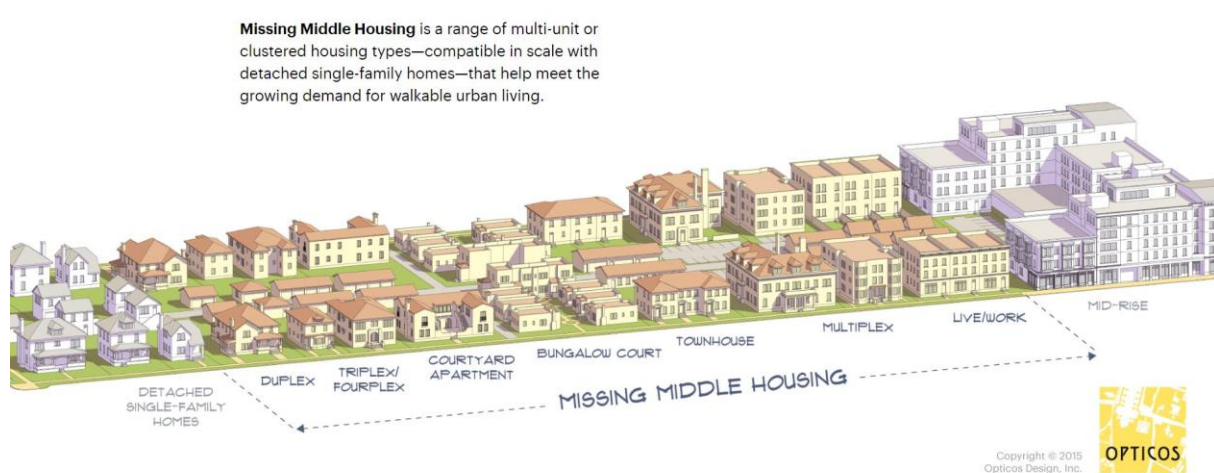 Missing Middle Housing is a range of multi-unit or
clustered housing types—compatible in scale with
detached single-family homes—that help meet the
growing demand for walkable urban living.
DETACHED
SINGLE-FAMILY
HOMES
DUPLEX
TRIPLEX/
FOURPLEX
COURTYARD
APARTMENT
BUNGALOW COURT
TOWNHOUSE
MULTIPLEX
LIVE/WORK
MID-RISE
MISSING MIDDLE HOUSING
Copyright © 2015
Opticos Design, Inc.
OPTICOS